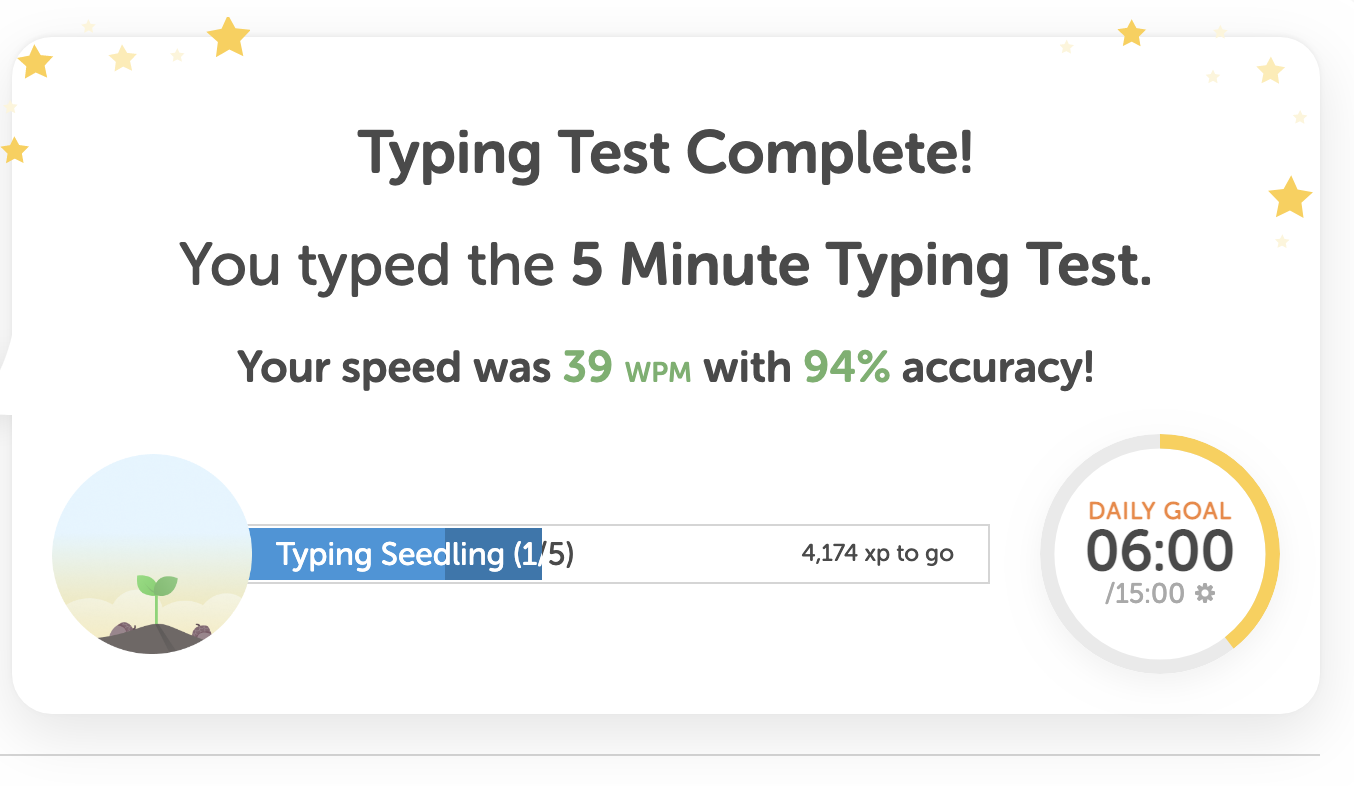 Typing Test Complete!
You typed the 5 Minute Typing Test.
Your speed was 39 WPM with 94% accuracy!
Typing Seedling (1/5)
4,174 xp to go
DAILY GOAL
06:00
/15:00